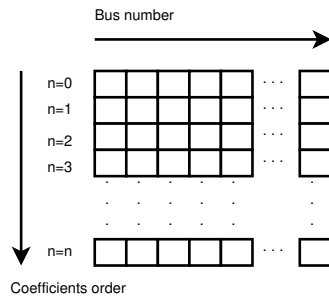 Bus number
n=0
. . .
n=1
. . .
n=2
. . .
n=3
. . .
. . . . . .
. . . . . .
. . . . . .
n=n
. . .
Coefficients order